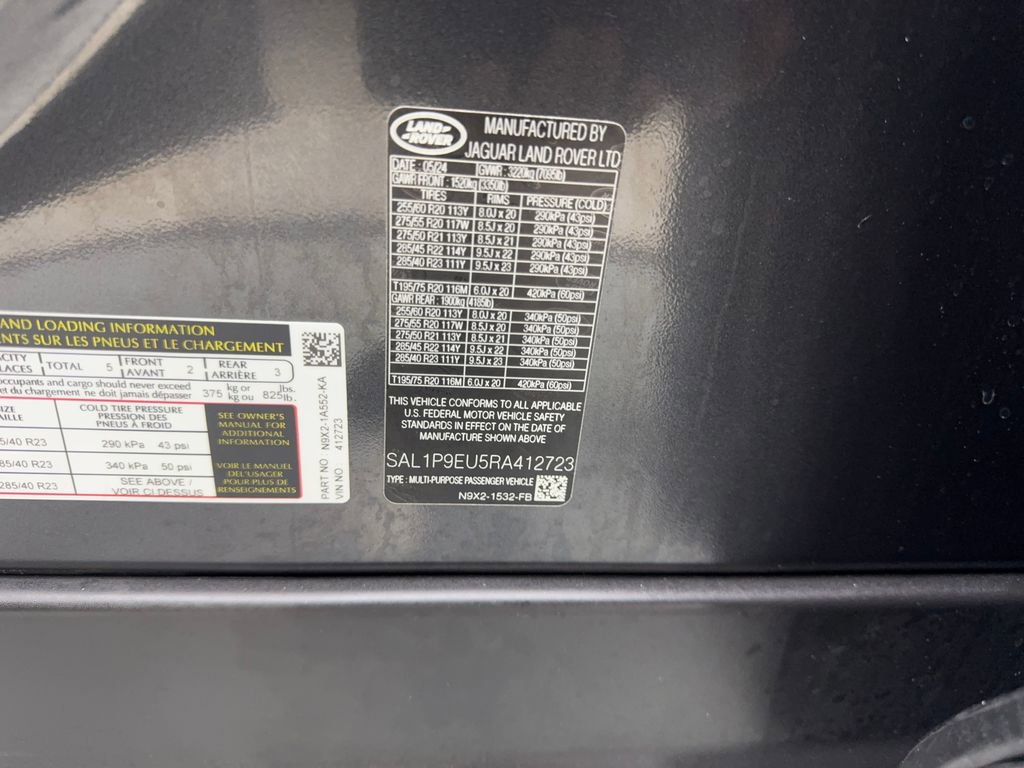 LAND ROVER
MANUFACTURED BY
JAGUAR LAND ROVER LTD
DATE : 05/24 GVWR : 3220kg (7095lb)
GAWR FRONT : 1520kg (3350lb)
TIRES RIMS PRESSURE (COLD)
255/60 R20 113Y 8.0J x 20 290kPa (43psi)
275/55 R20 117W 8.5J x 20 290kPa (43psi)
275/50 R21 113Y 8.5J x 21 290kPa (43psi)
285/45 R22 114Y 9.5J x 22 290kPa (43psi)
285/40 R23 111Y 9.5J x 23 290kPa (43psi)
T195/75 R20 116M 6.0J x 20 420kPa (60psi)
GAWR REAR : 1900kg (4185lb)
255/60 R20 113Y 8.0J x 20 340kPa (50psi)
275/55 R20 117W 8.5J x 20 340kPa (50psi)
275/50 R21 113Y 8.5J x 21 340kPa (50psi)
285/45 R22 114Y 9.5J x 22 340kPa (50psi)
285/40 R23 111Y 9.5J x 23 340kPa (50psi)
T195/75 R20 116M 6.0J x 20 420kPa (60psi)
THIS VEHICLE CONFORMS TO ALL APPLICABLE
U.S. FEDERAL MOTOR VEHICLE SAFETY
STANDARDS IN EFFECT ON THE DATE OF
MANUFACTURE SHOWN ABOVE
SAL1P9EU5RA412723
TYPE : MULTI-PURPOSE PASSENGER VEHICLE
N9X2-1532-FB
AND LOADING INFORMATION
NTS SUR LES PNEUS ET LE CHARGEMENT
CITY TOTAL 5 FRONT 2 REAR 3
LACES AVANT ARRIÈRE
occupants and cargo should never exceed 375 kg or 825 lbs.
et du chargement ne doit jamais dépasser kg ou lb.
ZE COLD TIRE PRESSURE
AILLE PRESSION DES
PNEUS À FROID
5/40 R23 290 kPa 43 psi
85/40 R23 340 kPa 50 psi
285/40 R23 SEE ABOVE /
VOIR CI-DESSUS
SEE OWNER'S
MANUAL FOR
ADDITIONAL
INFORMATION
VOIR LE MANUEL
DE L'USAGER
POUR PLUS DE
RENSEIGNEMENTS
PART NO N9X2-1A552-KA
VIN NO 412723